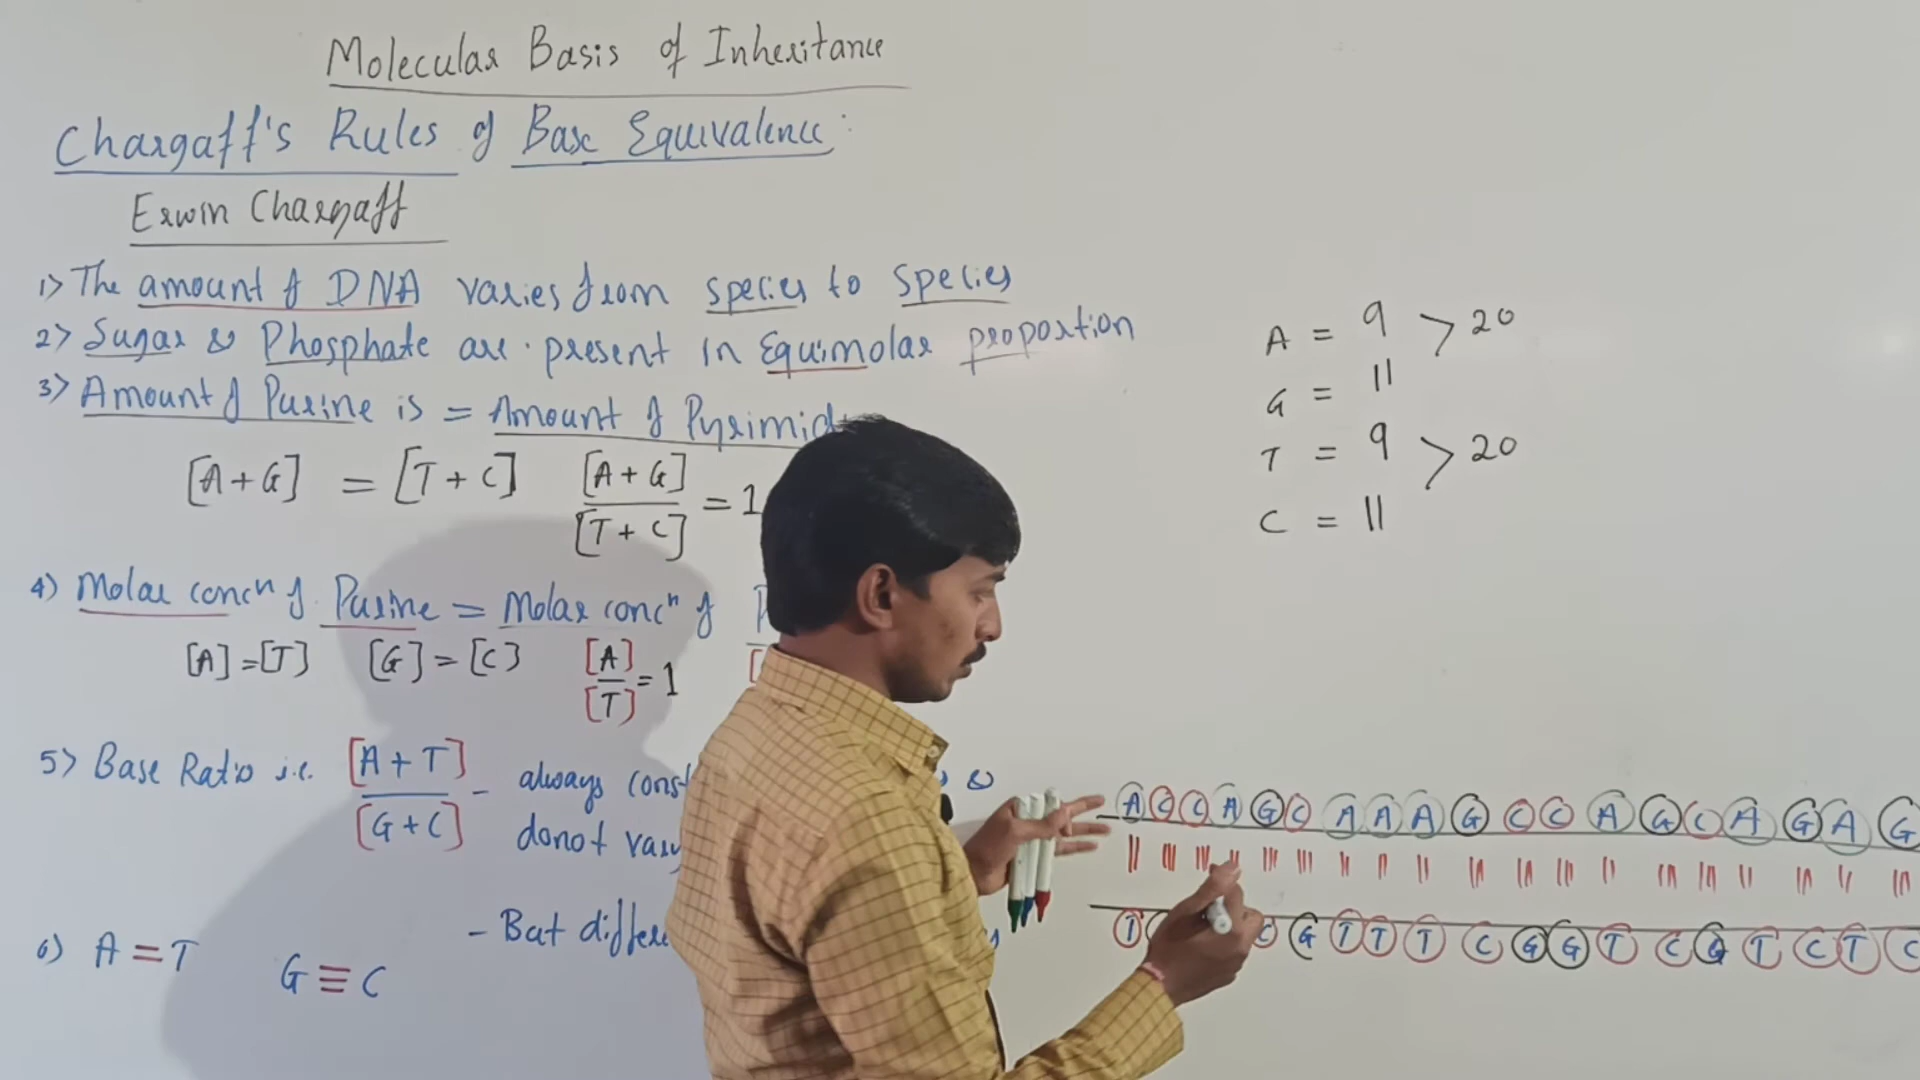 Molecular Basis of Inheritance
Chargaff's Rules of Base Equivalence:
Erwin Chargaff
1) The amount of DNA varies from species to species
2) Sugar & Phosphate are present in Equimolar proportion
3) Amount of Purine is = Amount of Pyrimid
[A+G] = [T+C] [A+G]/[T+C] = 1
4) Molar concn of Purine = Molar concn of P
[A]=[T] [G]=[C] [A]/[T] = 1 [
5) Base Ratio i.e. [A+T]/[G+C] - always const &
donot vary
- But differe
6) A=T G≡C
A = 9 > 20
G = 11
T = 9 > 20
C = 11
A C C A G C A A A G C C A G C A G A G
T C G T T T C G G T C G T C T C